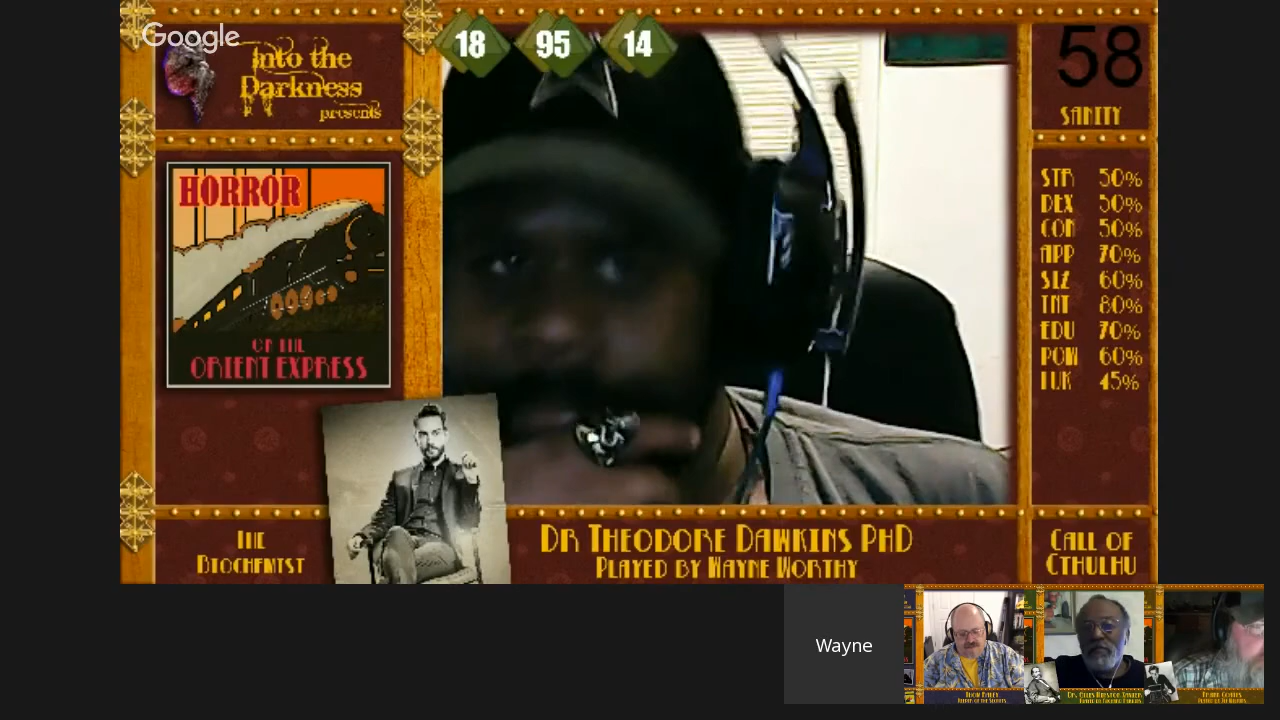 Google
Into the
Darkness
presents
18 95 14
58
SANITY
HORROR
ON THE
ORIENT EXPRESS
STR 50%
DEX 50%
CON 50%
APP 70%
SIZ 60%
INT 80%
EDU 70%
POW 60%
LUK 45%
THE
BIOCHEMIST
DR THEODORE DAWKINS PHD
PLAYED BY WAYNE WORTHY
CALL OF
CTHULHU
Wayne